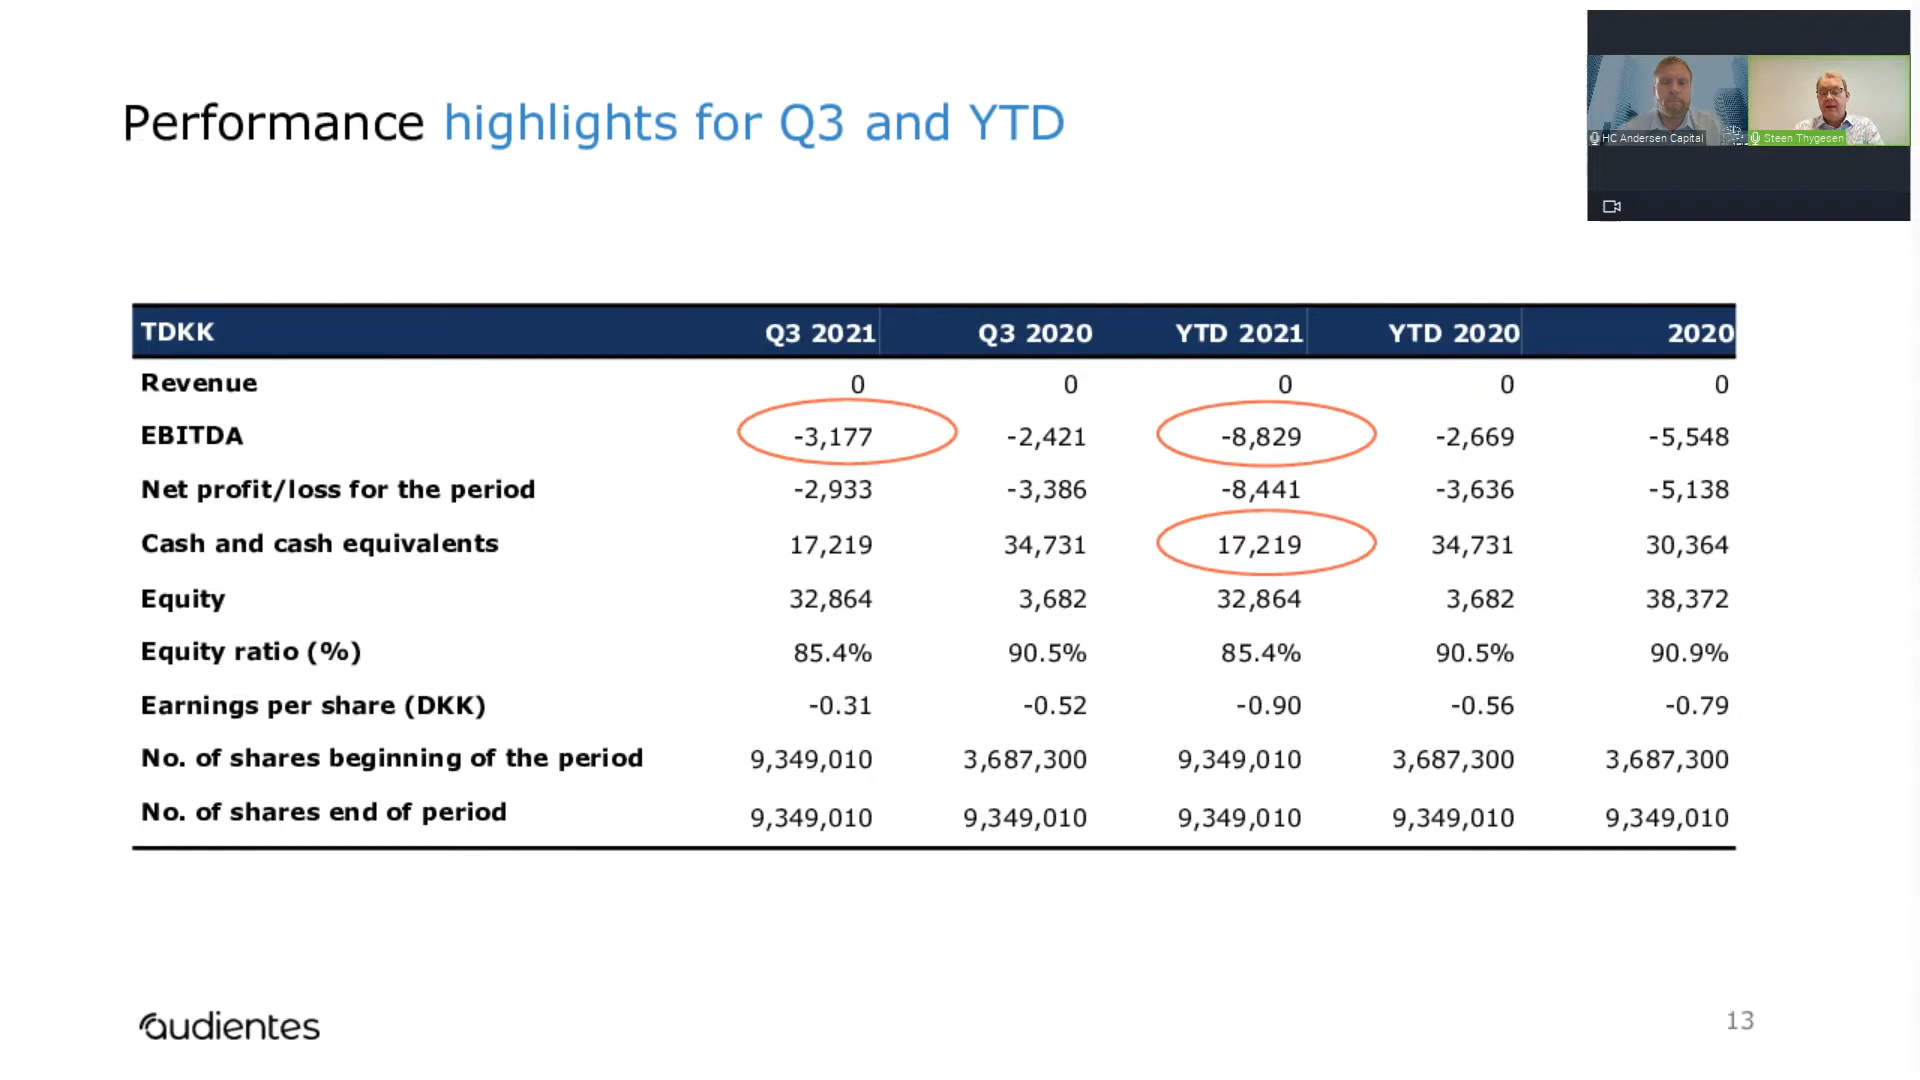 Performance highlights for Q3 and YTD
HC Andersen Capital
Steen Thygesen
TDKK Q3 2021 Q3 2020 YTD 2021 YTD 2020 2020
Revenue 0 0 0 0 0
EBITDA -3,177 -2,421 -8,829 -2,669 -5,548
Net profit/loss for the period -2,933 -3,386 -8,441 -3,636 -5,138
Cash and cash equivalents 17,219 34,731 17,219 34,731 30,364
Equity 32,864 3,682 32,864 3,682 38,372
Equity ratio (%) 85.4% 90.5% 85.4% 90.5% 90.9%
Earnings per share (DKK) -0.31 -0.52 -0.90 -0.56 -0.79
No. of shares beginning of the period 9,349,010 3,687,300 9,349,010 3,687,300 3,687,300
No. of shares end of period 9,349,010 9,349,010 9,349,010 9,349,010 9,349,010
audientes
13